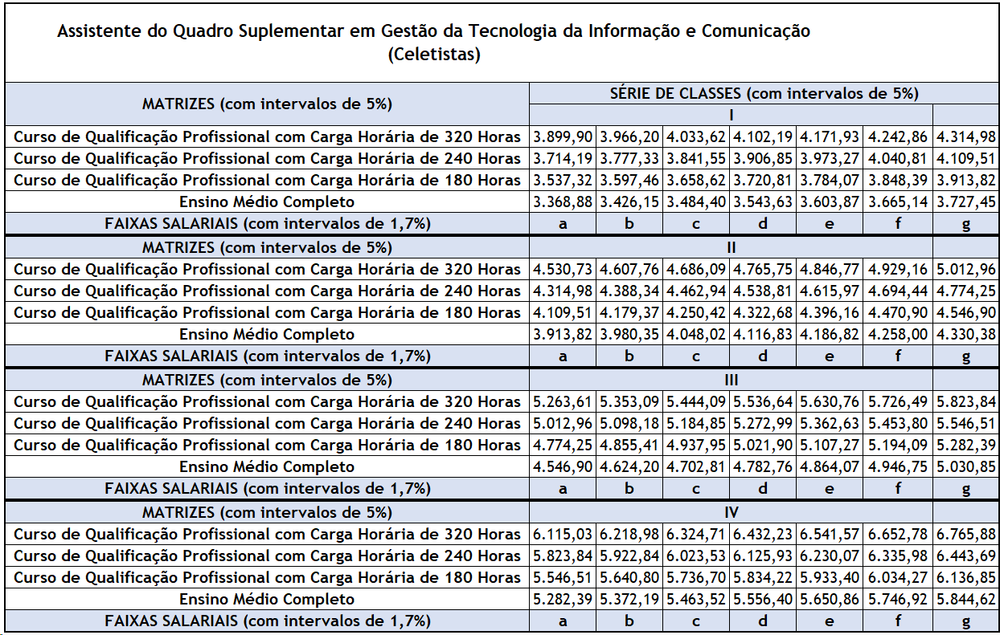 Assistente do Quadro Suplementar em Gestão da Tecnologia da Informação e Comunicação
(Celetistas)
MATRIZES (com intervalos de 5%) SÉRIE DE CLASSES (com intervalos de 5%)
I
Curso de Qualificação Profissional com Carga Horária de 320 Horas 3.899,90 3.966,20 4.033,62 4.102,19 4.171,93 4.242,86 4.314,98
Curso de Qualificação Profissional com Carga Horária de 240 Horas 3.714,19 3.777,33 3.841,55 3.906,85 3.973,27 4.040,81 4.109,51
Curso de Qualificação Profissional com Carga Horária de 180 Horas 3.537,32 3.597,46 3.658,62 3.720,81 3.784,07 3.848,39 3.913,82
Ensino Médio Completo 3.368,88 3.426,15 3.484,40 3.543,63 3.603,87 3.665,14 3.727,45
FAIXAS SALARIAIS (com intervalos de 1,7%) a b c d e f g
MATRIZES (com intervalos de 5%) II
Curso de Qualificação Profissional com Carga Horária de 320 Horas 4.530,73 4.607,76 4.686,09 4.765,75 4.846,77 4.929,16 5.012,96
Curso de Qualificação Profissional com Carga Horária de 240 Horas 4.314,98 4.388,34 4.462,94 4.538,81 4.615,97 4.694,44 4.774,25
Curso de Qualificação Profissional com Carga Horária de 180 Horas 4.109,51 4.179,37 4.250,42 4.322,68 4.396,16 4.470,90 4.546,90
Ensino Médio Completo 3.913,82 3.980,35 4.048,02 4.116,83 4.186,82 4.258,00 4.330,38
FAIXAS SALARIAIS (com intervalos de 1,7%) a b c d e f g
MATRIZES (com intervalos de 5%) III
Curso de Qualificação Profissional com Carga Horária de 320 Horas 5.263,61 5.353,09 5.444,09 5.536,64 5.630,76 5.726,49 5.823,84
Curso de Qualificação Profissional com Carga Horária de 240 Horas 5.012,96 5.098,18 5.184,85 5.272,99 5.362,63 5.453,80 5.546,51
Curso de Qualificação Profissional com Carga Horária de 180 Horas 4.774,25 4.855,41 4.937,95 5.021,90 5.107,27 5.194,09 5.282,39
Ensino Médio Completo 4.546,90 4.624,20 4.702,81 4.782,76 4.864,07 4.946,75 5.030,85
FAIXAS SALARIAIS (com intervalos de 1,7%) a b c d e f g
MATRIZES (com intervalos de 5%) IV
Curso de Qualificação Profissional com Carga Horária de 320 Horas 6.115,03 6.218,98 6.324,71 6.432,23 6.541,57 6.652,78 6.765,88
Curso de Qualificação Profissional com Carga Horária de 240 Horas 5.823,84 5.922,84 6.023,53 6.125,93 6.230,07 6.335,98 6.443,69
Curso de Qualificação Profissional com Carga Horária de 180 Horas 5.546,51 5.640,80 5.736,70 5.834,22 5.933,40 6.034,27 6.136,85
Ensino Médio Completo 5.282,39 5.372,19 5.463,52 5.556,40 5.650,86 5.746,92 5.844,62
FAIXAS SALARIAIS (com intervalos de 1,7%) a b c d e f g